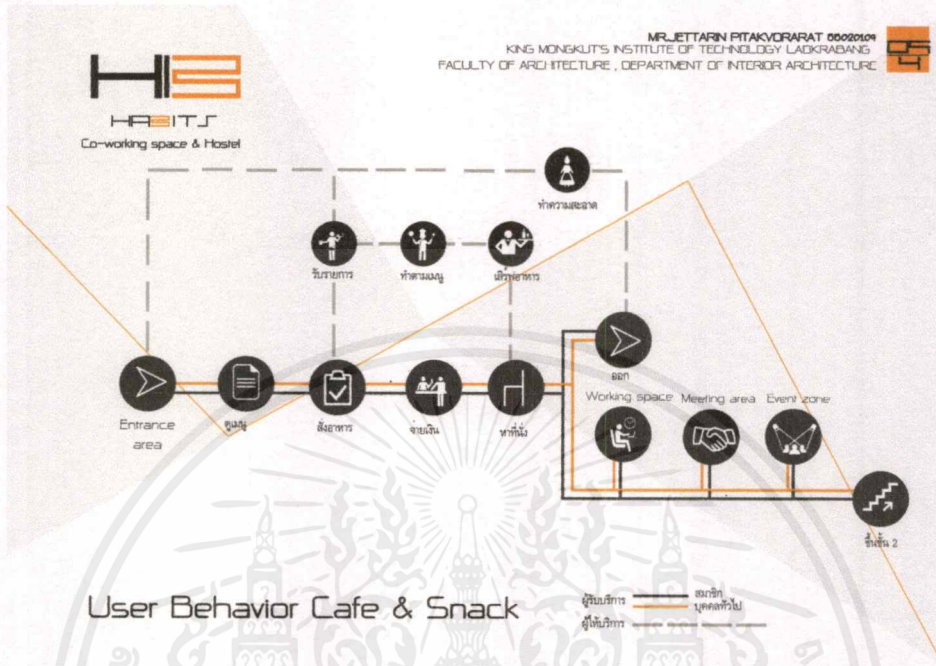 MR.JETTARIN PITAKVORARAT 56020104
KING MONGKUT'S INSTITUTE OF TECHNOLOGY LADKRABANG
FACULTY OF ARCHITECTURE , DEPARTMENT OF INTERIOR ARCHITECTURE
05
4
HB
HABITS
Co-working space & Hostel
ทำความสะอาด
รับรายการ
ทำตามเมนู
เสิร์ฟอาหาร
ออก
Entrance
area
ดูเมนู
สั่งอาหาร
จ่ายเงิน
หาที่นั่ง
Working space
Meeting area
Event zone
ขึ้นชั้น 2
User Behavior Cafe & Snack
ผู้รับบริการ
สมาชิก
บุคคลทั่วไป
ผู้ให้บริการ